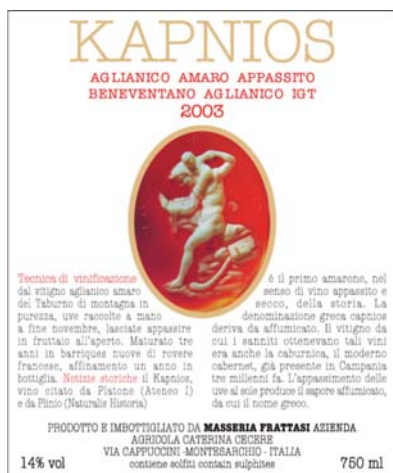 KAPNIOS
AGLIANICO AMARO APPASSITO
BENEVENTANO AGLIANICO IGT
2003
Tecnica di vinificazione
dal vitigno aglianico amaro
del Taburno di montagna in
purezza, uve raccolte a mano
a fine novembre, lasciate appassire
in fruttaio all'aperto. Maturato tre
anni in barriques nuove di rovere
francese, affinamento un anno in
bottiglia. Notizie storiche il Kapnios,
vino citato da Platone (Ateneo I)
e da Plinio (Naturalis Historia)
è il primo amarone, nel
senso di vino appassito e
secco, della storia. La
denominazione greca capnios
deriva da affumicato. Il vitigno da
cui i sanniti ottenevano tali vini
era anche la caburnica, il moderno
cabernet, già presente in Campania
tre millenni fa. L'appassimento delle
uve al sole produce il sapore affumicato,
da cui il nome greco.
PRODOTTO E IMBOTTIGLIATO DA MASSERIA FRATTASI AZIENDA
AGRICOLA CATERINA CECERE
VIA CAPPUCCINI -MONTESARCHIO - ITALIA
14% vol contiene solfiti contain sulphites 750 ml